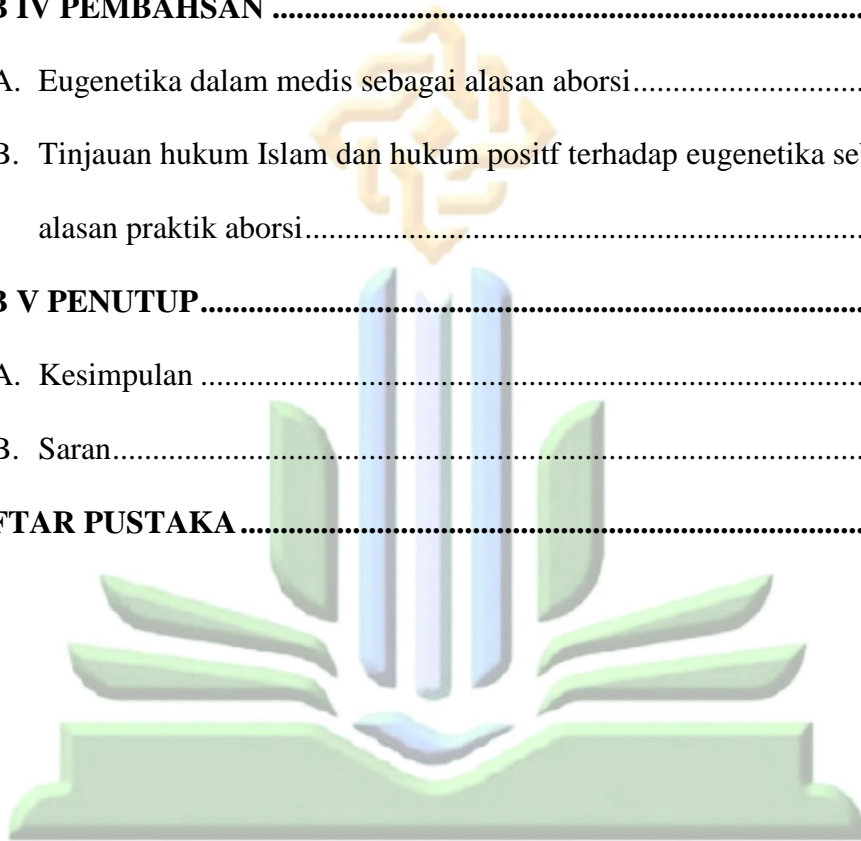 B IV PEMBAHSAN ................................................................
A. Eugenetika dalam medis sebagai alasan aborsi.............................
B. Tinjauan hukum Islam dan hukum positf terhadap eugenetika
alasan praktik aborsi......................................................................
B V PENUTUP..................................................................................
A. Kesimpulan ..................................................................................
B. Saran..............................................................................................
FTAR PUSTAKA.............................................................................